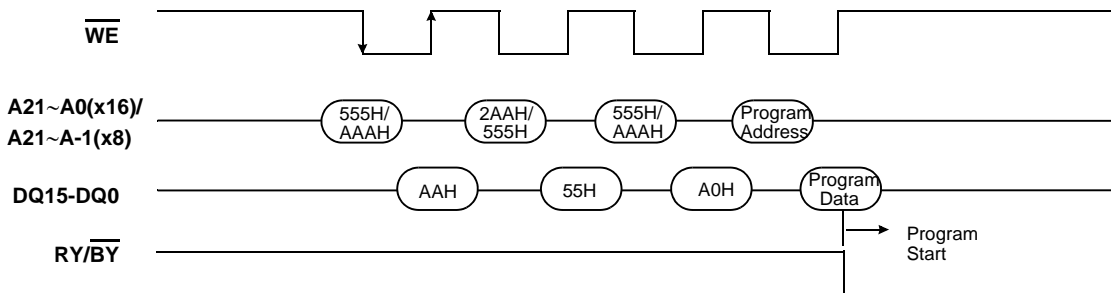 WE
A21~A0(x16)/
A21~A-1(x8)
555H/
AAAH
2AAH/
555H
555H/
AAAH
Program
Address
DQ15-DQ0
AAH
55H
A0H
Program
Data
RY/BY
Program
Start